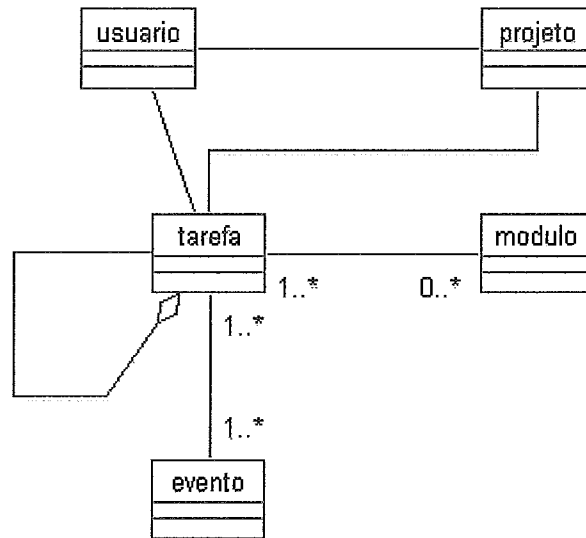 usuario
projeto
tarefa
modulo
1..*
0..*
1..*
1..*
evento